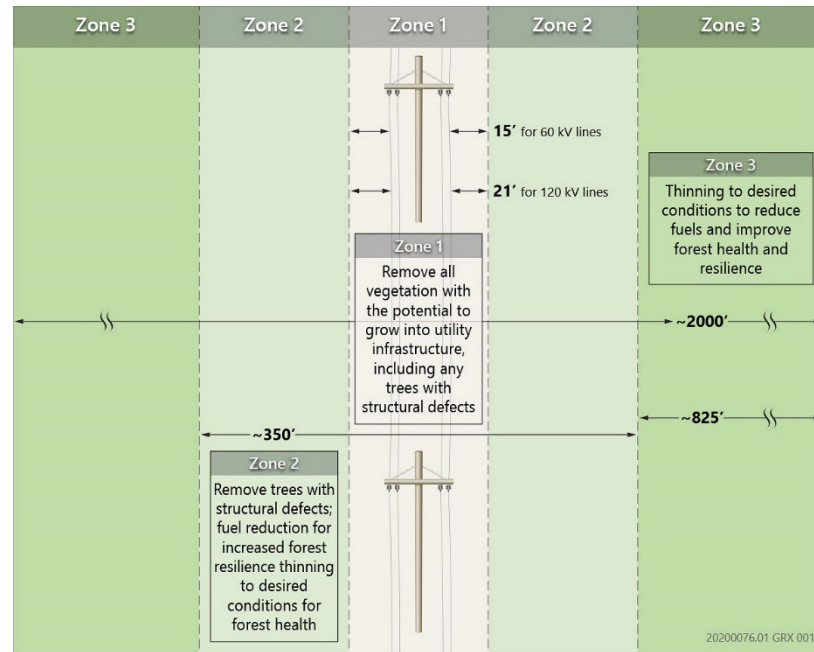 Zone 3
Zone 2
Zone 1
Zone 2
Zone 3
15’ for 60 kV lines
21’ for 120 kV lines
Zone 3
Thinning to desired
conditions to reduce
fuels and improve
forest health and
resilience
Zone 1
Remove all
vegetation with
the potential to
grow into utility
infrastructure,
including any
trees with
structural defects
~2000’
~825’
~350’
Zone 2
Remove trees with
structural defects;
fuel reduction for
increased forest
resilience thinning
to desired
conditions for
forest health
20200076.01 GRX 001